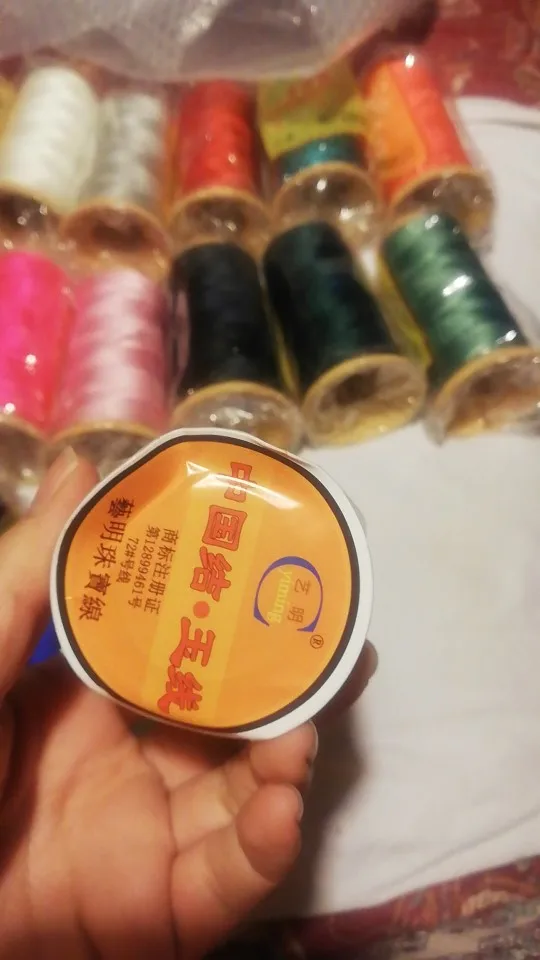 艺明
yiming
®
中国结•玉线
商标注册证
第12899461号
72#号线
藝明珠寶線